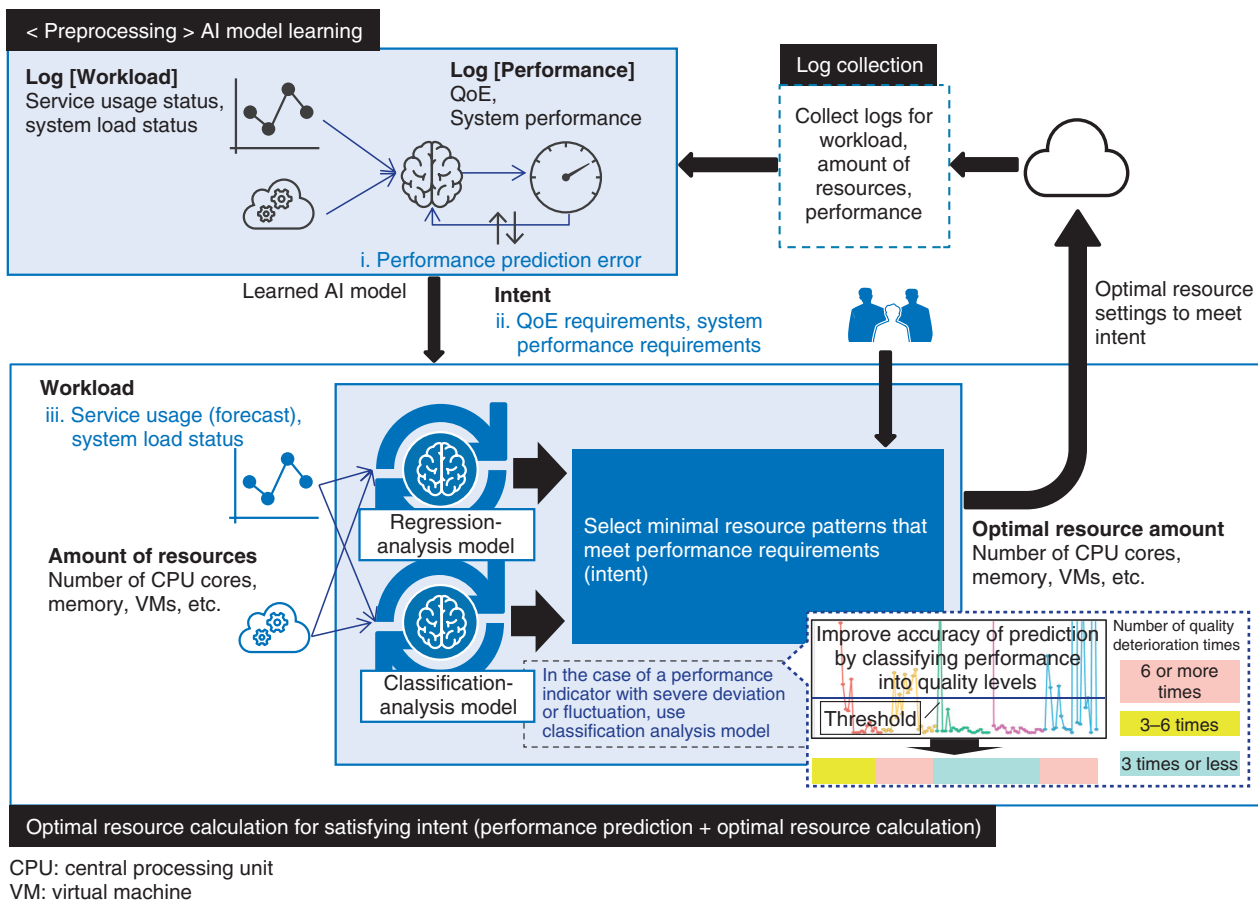 < Preprocessing > AI model learning
Log [Workload]
Service usage status,
system load status
Log [Performance]
QoE,
System performance
i. Performance prediction error
Log collection
Collect logs for
workload,
amount of
resources,
performance
Learned AI model
Intent
ii. QoE requirements, system
performance requirements
Optimal resource
settings to meet
intent
Workload
iii. Service usage (forecast),
system load status
Amount of resources
Number of CPU cores,
memory, VMs, etc.
Regression-
analysis model
Classification-
analysis model
Select minimal resource patterns that
meet performance requirements
(intent)
Optimal resource amount
Number of CPU cores,
memory, VMs, etc.
In the case of a performance
indicator with severe deviation
or fluctuation, use
classification analysis model
Improve accuracy of prediction
by classifying performance
into quality levels
Threshold
Number of quality
deterioration times
6 or more
times
3–6 times
3 times or less
Optimal resource calculation for satisfying intent (performance prediction + optimal resource calculation)
CPU: central processing unit
VM: virtual machine